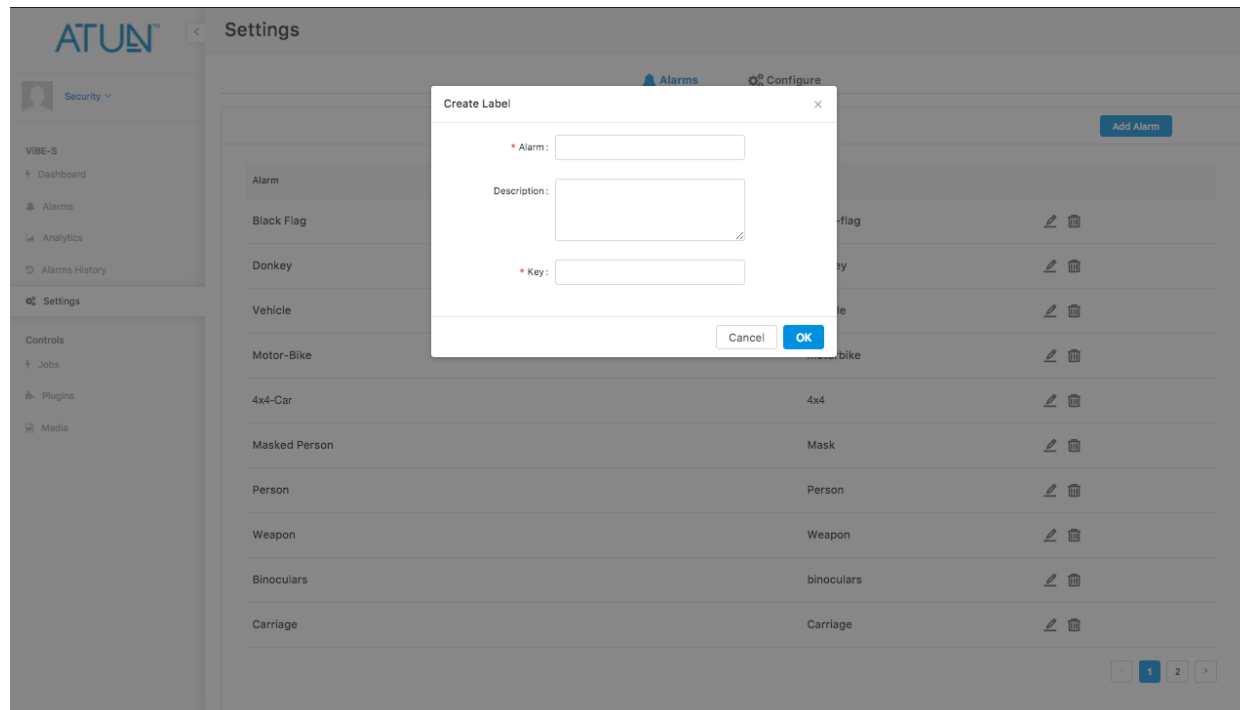 ATUN™
Settings
Security
Alarms
Configure
Create Label
Add Alarm
* Alarm:
ViBE-S
Dashboard
Alarm
Description:
Alarms
Black Flag
-flag
Analytics
Alarms History
Donkey
* Key:
Settings
Vehicle
Cancel
OK
Controls
Motor-Bike
Jobs
Plugins
4x4-Car
4x4
Media
Masked Person
Mask
Person
Person
Weapon
Weapon
Binoculars
binoculars
Carriage
Carriage
1
2